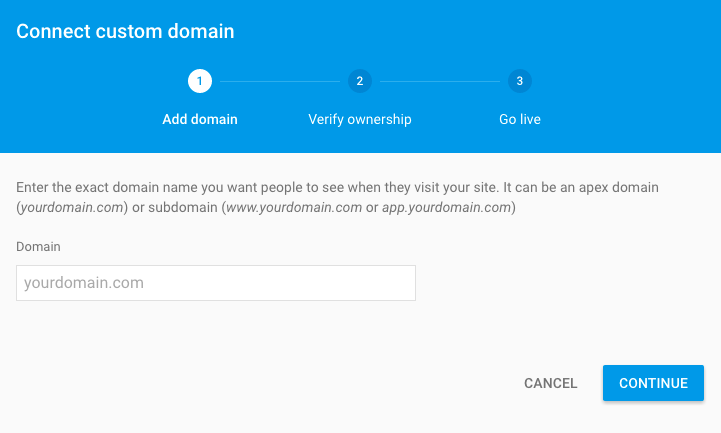 Connect custom domain
1 2 3
Add domain Verify ownership Go live
Enter the exact domain name you want people to see when they visit your site. It can be an apex domain
(yourdomain.com) or subdomain (www.yourdomain.com or app.yourdomain.com)
Domain
yourdomain.com
CANCEL CONTINUE